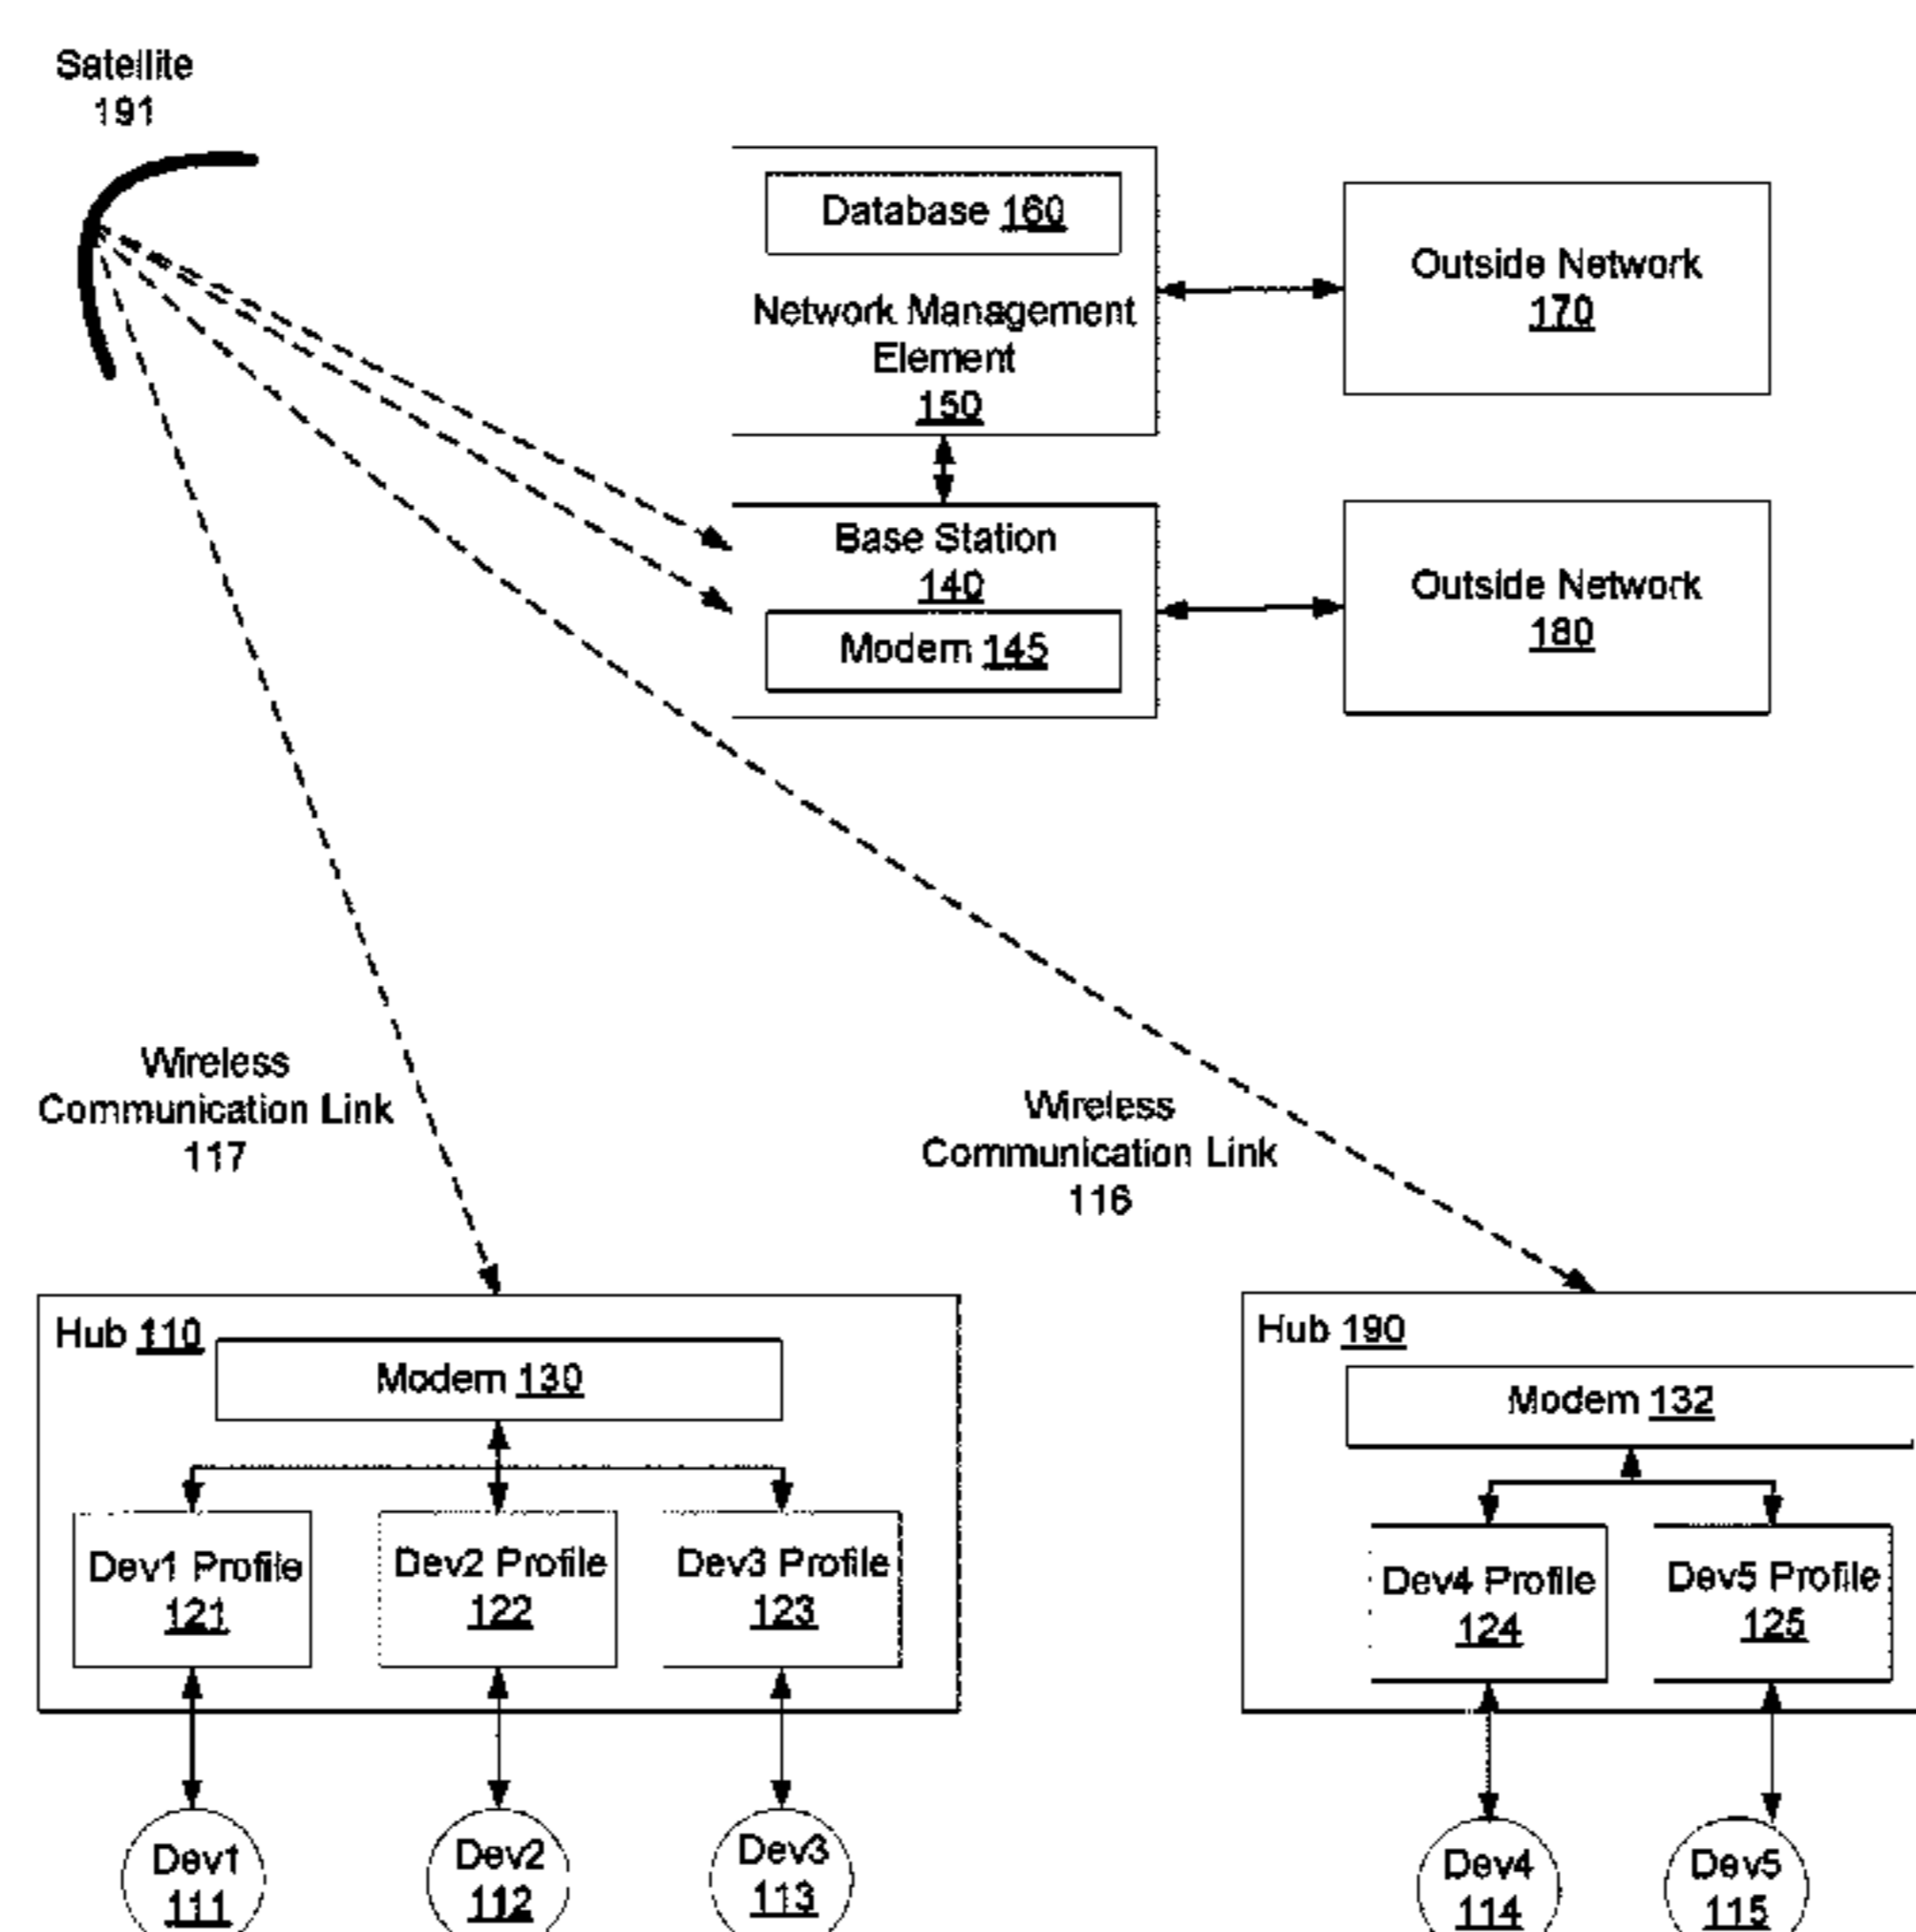 Satellite
191
Database 160
Network Management
Element
150
Outside Network
170
Base Station
140
Modem 145
Outside Network
180
Wireless
Communication Link
117
Wireless
Communication Link
116
Hub 110
Modem 130
Dev1 Profile
121
Dev2 Profile
122
Dev3 Profile
123
Hub 190
Modem 132
Dev4 Profile
124
Dev5 Profile
125
Dev1
111
Dev2
112
Dev3
113
Dev4
114
Dev5
115